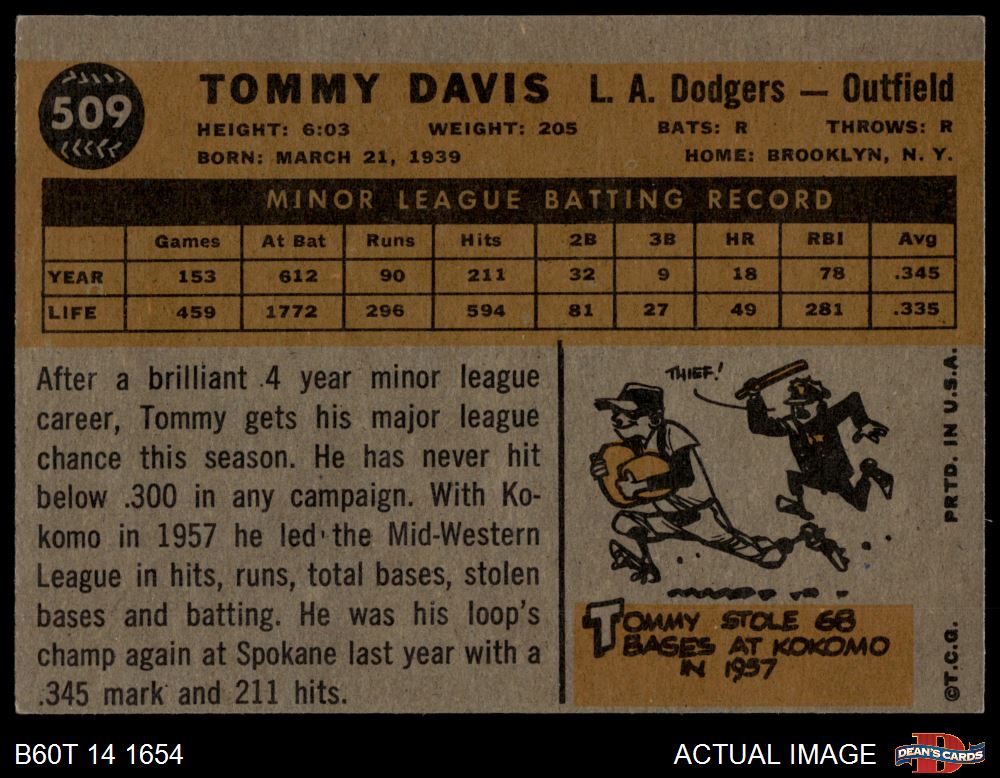 509
TOMMY DAVIS L. A. Dodgers — Outfield
HEIGHT: 6:03 WEIGHT: 205 BATS: R THROWS: R
BORN: MARCH 21, 1939 HOME: BROOKLYN, N. Y.
MINOR LEAGUE BATTING RECORD
Games At Bat Runs Hits 2B 3B HR RBI Avg
YEAR 153 612 90 211 32 9 18 78 .345
LIFE 459 1772 296 594 81 27 49 281 .335
After a brilliant 4 year minor league
career, Tommy gets his major league
chance this season. He has never hit
below .300 in any campaign. With Ko-
komo in 1957 he led the Mid-Western
League in hits, runs, total bases, stolen
bases and batting. He was his loop's
champ again at Spokane last year with a
.345 mark and 211 hits.
THIEF!
TOMMY STOLE 68
BASES AT KOKOMO
IN 1957
©T.C.G. PRTD. IN U.S.A.
B60T 14 1654 ACTUAL IMAGE DEAN'S CARDS